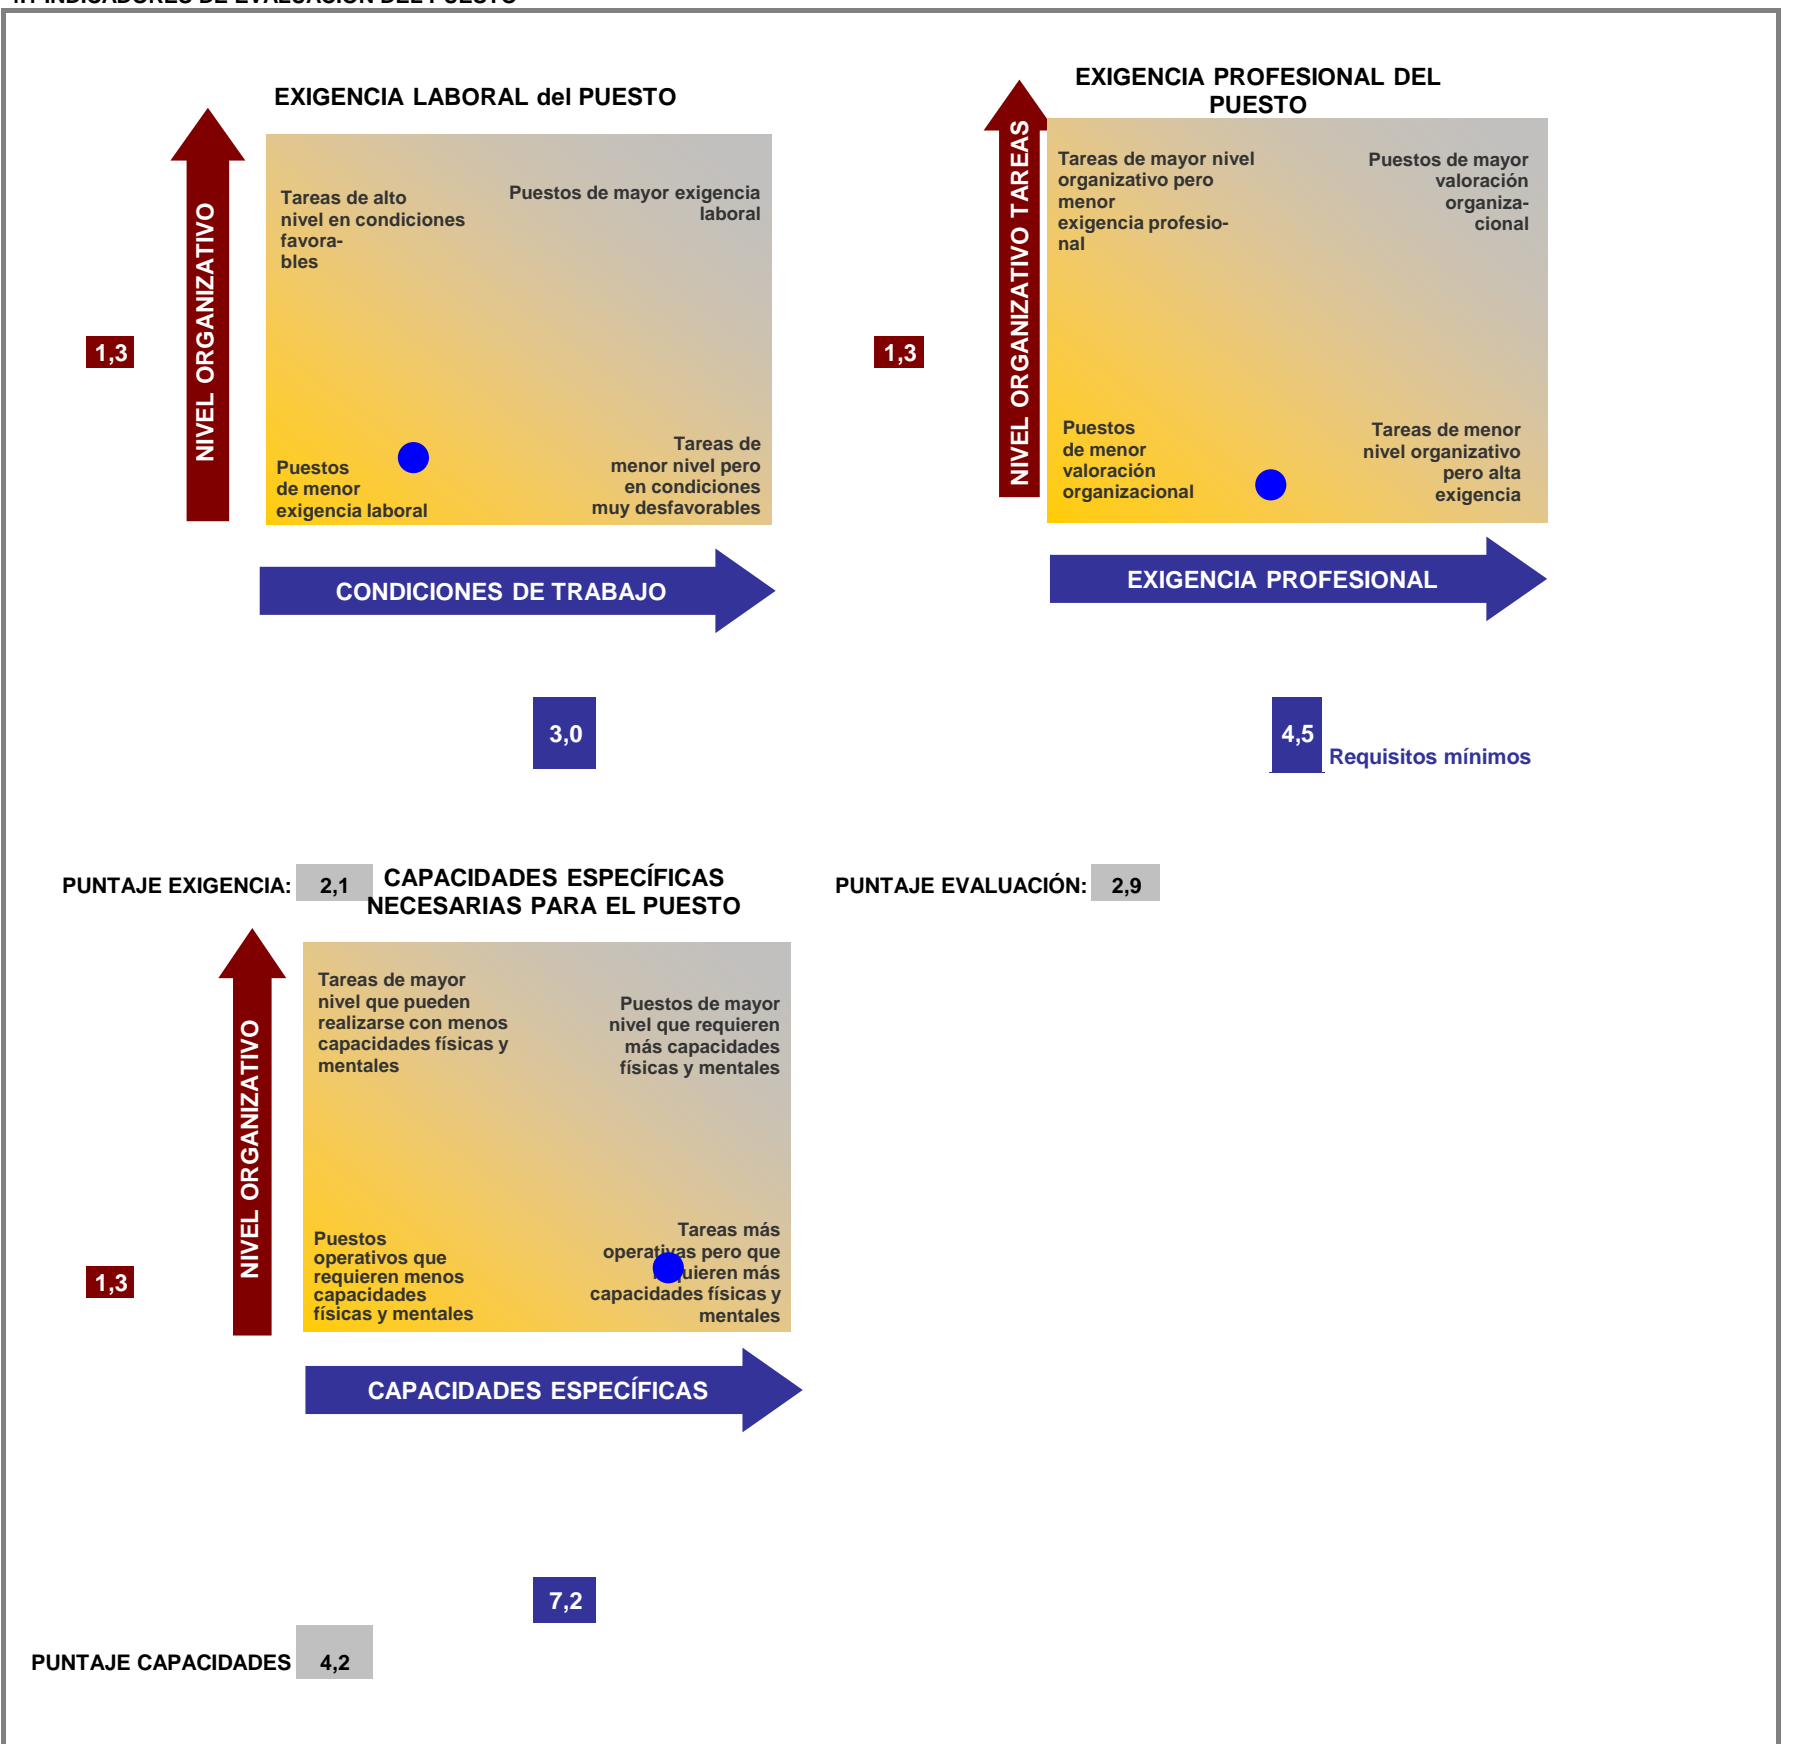 EXIGENCIA LABORAL del PUESTO
NIVEL ORGANIZATIVO
Tareas de alto
nivel en condiciones
favora-
bles
Puestos de mayor exigencia
laboral
1,3
Puestos
de menor
exigencia laboral
Tareas de
menor nivel pero
en condiciones
muy desfavorables
CONDICIONES DE TRABAJO
3,0
EXIGENCIA PROFESIONAL DEL
PUESTO
NIVEL ORGANIZATIVO TAREAS
Tareas de mayor nivel
organizativo pero
menor
exigencia profesio-
nal
Puestos de mayor
valoración
organiza-
cional
1,3
Puestos
de menor
valoración
organizacional
Tareas de menor
nivel organizativo
pero alta
exigencia
EXIGENCIA PROFESIONAL
4,5
Requisitos mínimos
PUNTAJE EXIGENCIA: 2,1
PUNTAJE EVALUACIÓN: 2,9
CAPACIDADES ESPECÍFICAS
NECESARIAS PARA EL PUESTO
NIVEL ORGANIZATIVO
Tareas de mayor
nivel que pueden
realizarse con menos
capacidades físicas y
mentales
Puestos de mayor
nivel que requieren
más capacidades
físicas y mentales
1,3
Puestos
operativos que
requieren menos
capacidades
físicas y mentales
Tareas más
operativas pero que
requieren más
capacidades físicas y
mentales
CAPACIDADES ESPECÍFICAS
7,2
PUNTAJE CAPACIDADES 4,2